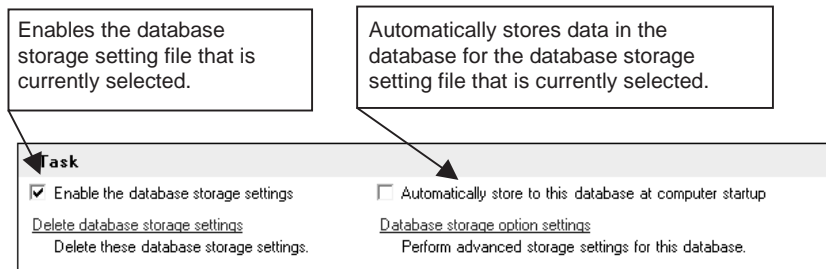 Enables the database
storage setting file that is
currently selected.
Automatically stores data in the
database for the database storage
setting file that is currently selected.
Task
Enable the database storage settings
Automatically store to this database at computer startup
Delete database storage settings
Database storage option settings
Delete these database storage settings.
Perform advanced storage settings for this database.